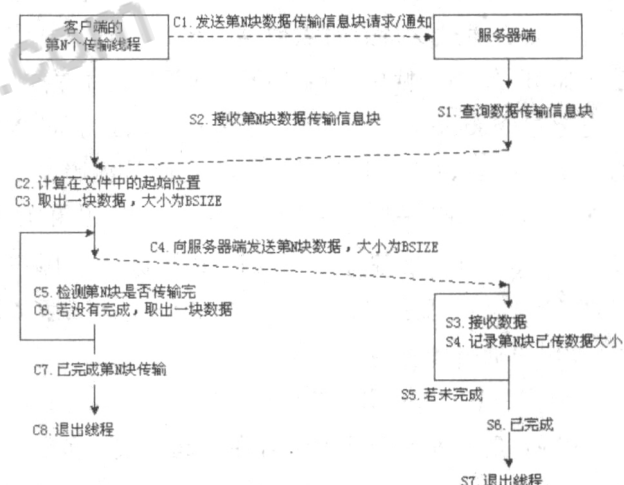 客户端的
第N个传输线程
C1.发送第N块数据传输信息块请求/通知
服务器端
S1.查询数据传输信息块
S2.接收第N块数据传输信息块
C2.计算在文件中的起始位置
C3.取出一块数据，大小为BSIZE
C4.向服务器端发送第N块数据，大小为BSIZE
C5.检测第N块是否传输完
C6.若没有完成，取出一块数据
S3.接收数据
S4.记录第N块已传数据大小
C7.已完成第N块传输
S5.若未完成
C8.退出线程
S6.已完成
S7.退出线程
.com